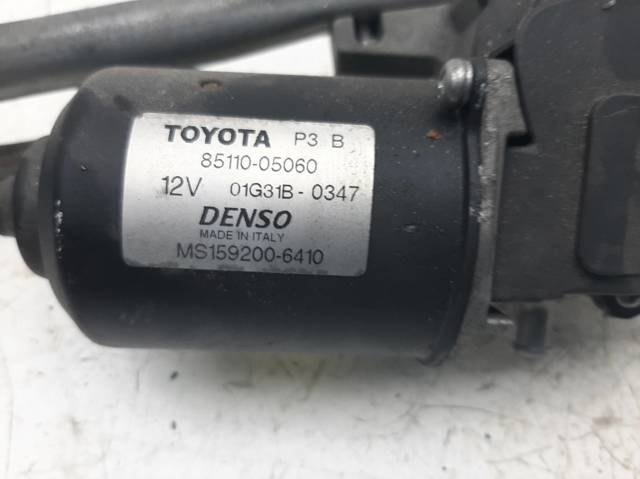 TOYOTA P3 B
85110-05060
12V 01G31B-0347
DENSO
MADE IN ITALY
MS159200-6410